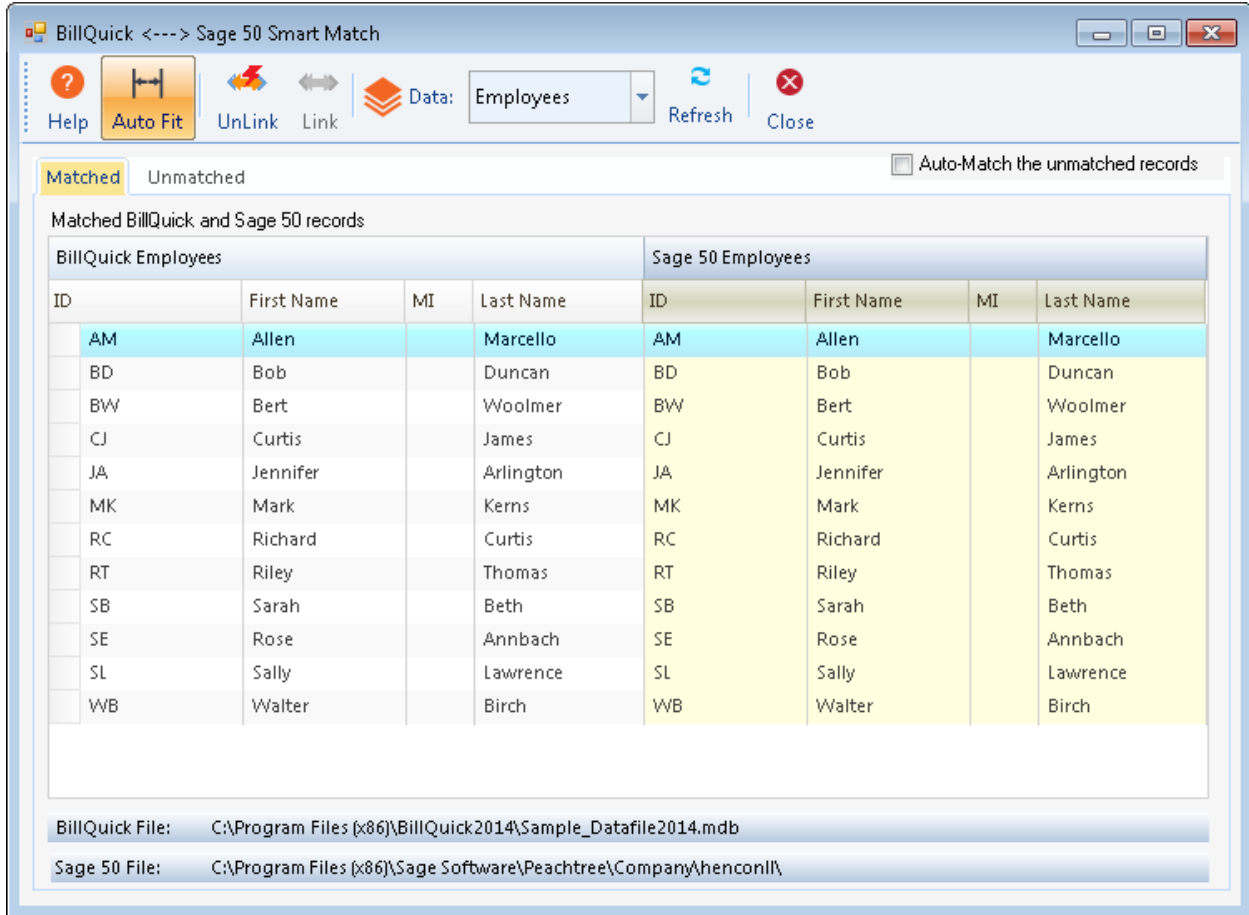 BillQuick <---> Sage 50 Smart Match
Help Auto Fit UnLink Link Data: Employees Refresh Close
Matched Unmatched Auto-Match the unmatched records
Matched BillQuick and Sage 50 records
BillQuick Employees Sage 50 Employees
ID First Name MI Last Name ID First Name MI Last Name
AM Allen Marcello AM Allen Marcello
BD Bob Duncan BD Bob Duncan
BW Bert Woolmer BW Bert Woolmer
CJ Curtis James CJ Curtis James
JA Jennifer Arlington JA Jennifer Arlington
MK Mark Kerns MK Mark Kerns
RC Richard Curtis RC Richard Curtis
RT Riley Thomas RT Riley Thomas
SB Sarah Beth SB Sarah Beth
SE Rose Annbach SE Rose Annbach
SL Sally Lawrence SL Sally Lawrence
WB Walter Birch WB Walter Birch
BillQuick File: C:\Program Files (x86)\BillQuick2014\Sample_Datafile2014.mdb
Sage 50 File: C:\Program Files (x86)\Sage Software\Peachtree\Company\henconll\